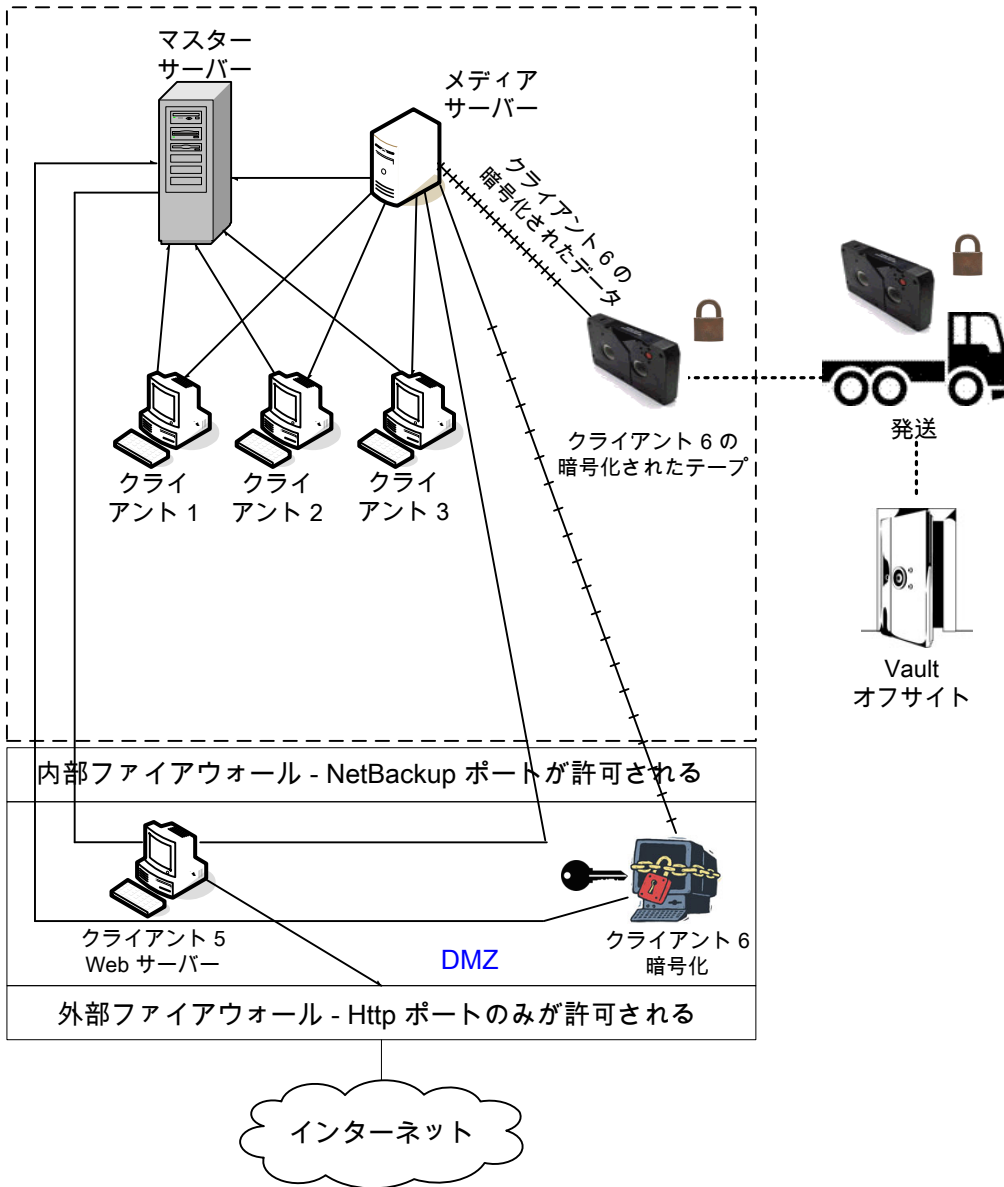 マスター
サーバー
メディア
サーバー
クライアント 6 の
暗号化されたデータ
クライアント 6 の
暗号化されたテープ
発送
クライ
アント 1
クライ
アント 2
クライ
アント 3
Vault
オフサイト
内部ファイアウォール - NetBackup ポートが許可される
クライアント 5
Web サーバー
DMZ
クライアント 6
暗号化
外部ファイアウォール - Http ポートのみが許可される
インターネット